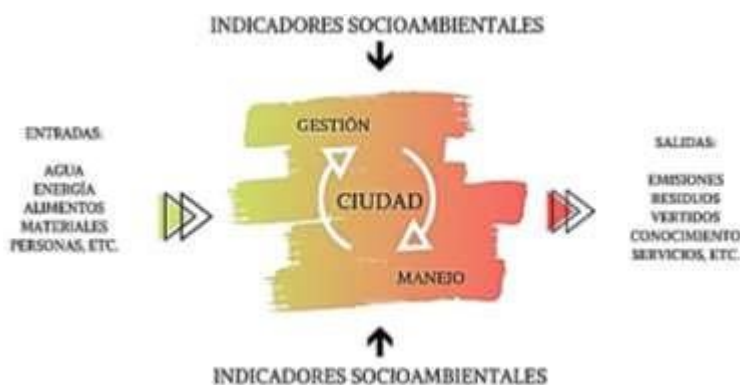 INDICADORES SOCIOAMBIENTALES
ENTRADAS:
AGUA
ENERGÍA
ALIMENTOS
MATERIALES
PERSONAS, ETC.
GESTIÓN
CIUDAD
MANEJO
SALIDAS:
EMISIONES
RESIDUOS
VERTIDOS
CONOCIMIENTO
SERVICIOS, ETC.
INDICADORES SOCIOAMBIENTALES